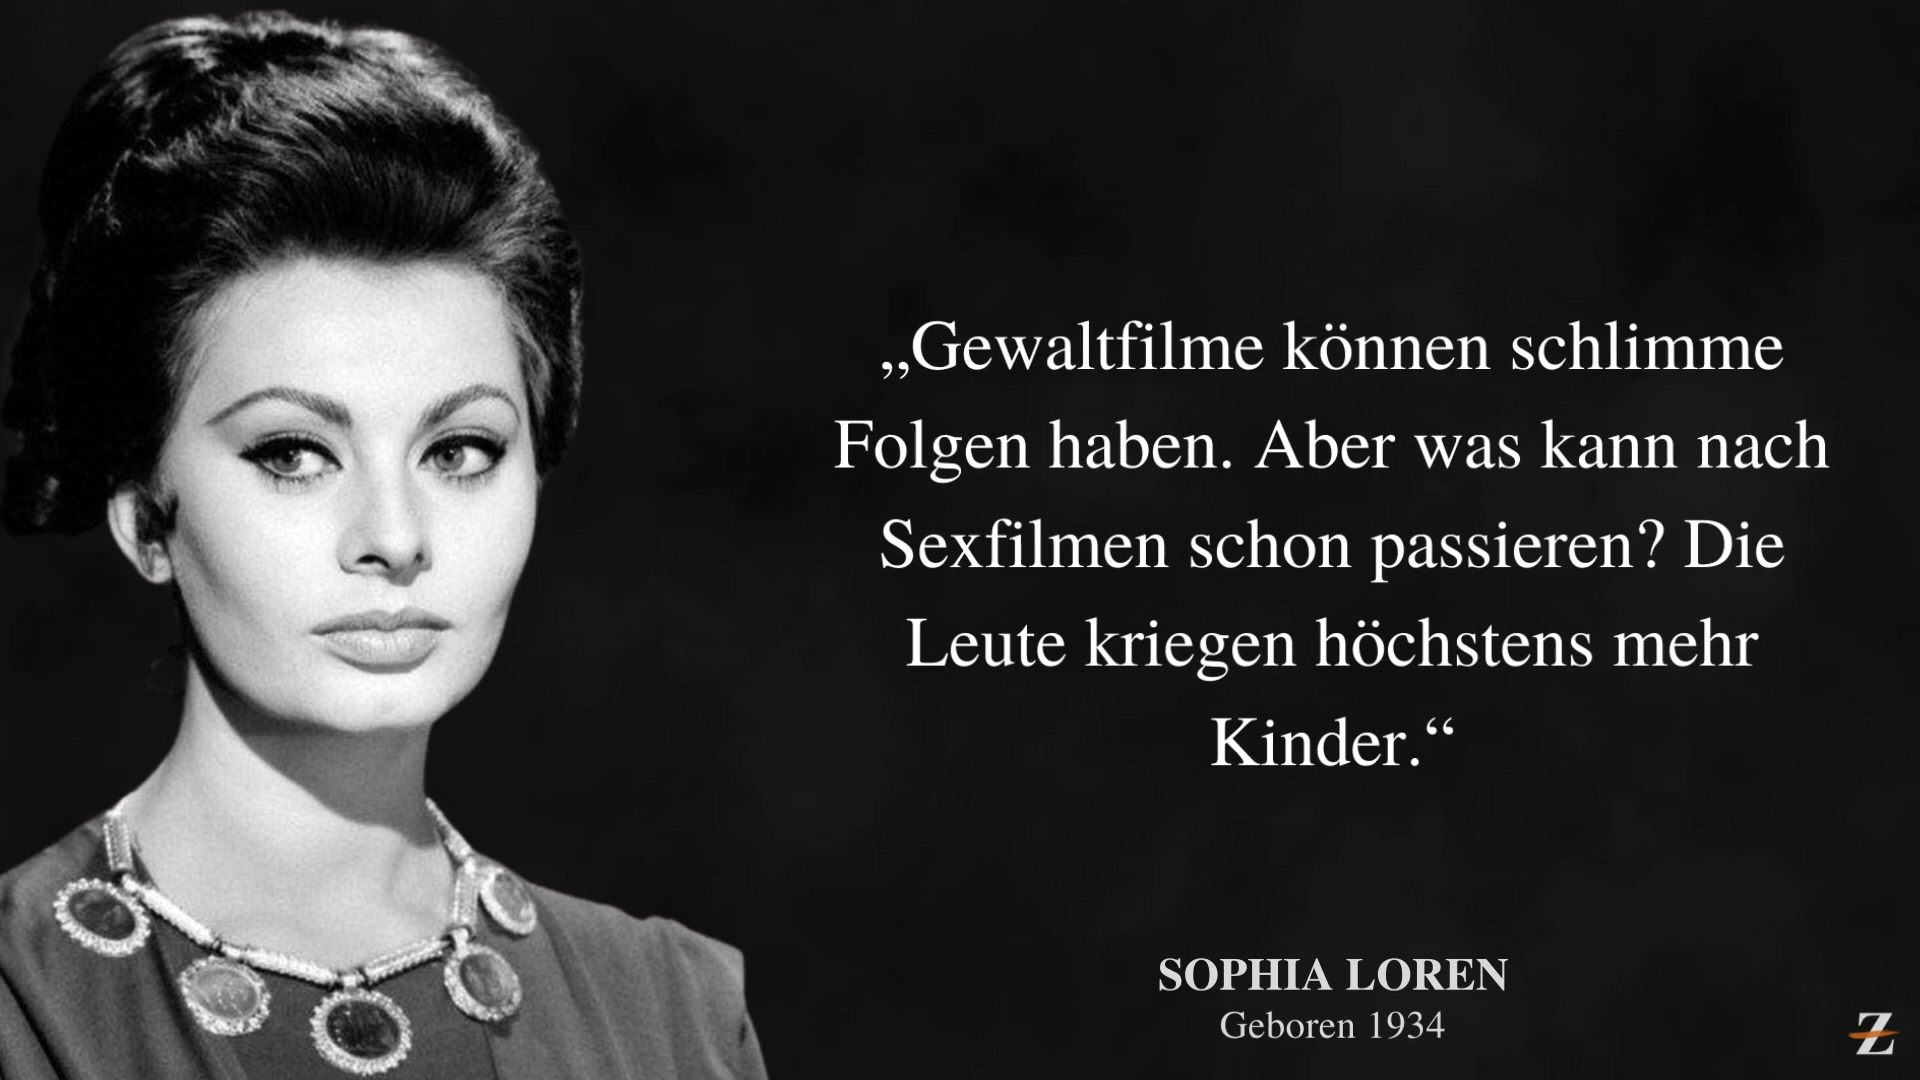 „Gewaltfilme können schlimme
Folgen haben. Aber was kann nach
Sexfilmen schon passieren? Die
Leute kriegen höchstens mehr
Kinder.“
SOPHIA LOREN
Geboren 1934
Z